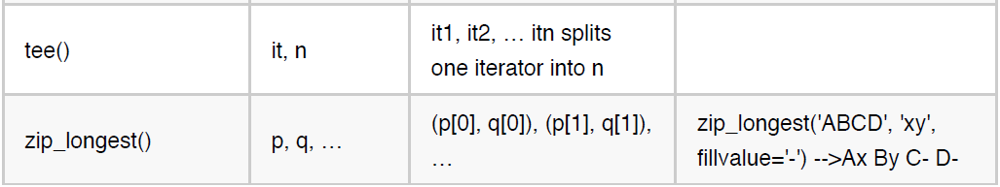 tee()
it, n
it1, it2, … itn splits
one iterator into n
zip_longest()
p, q, …
(p[0], q[0]), (p[1], q[1]),
…
zip_longest('ABCD', 'xy',
fillvalue='-') -->Ax By C- D-